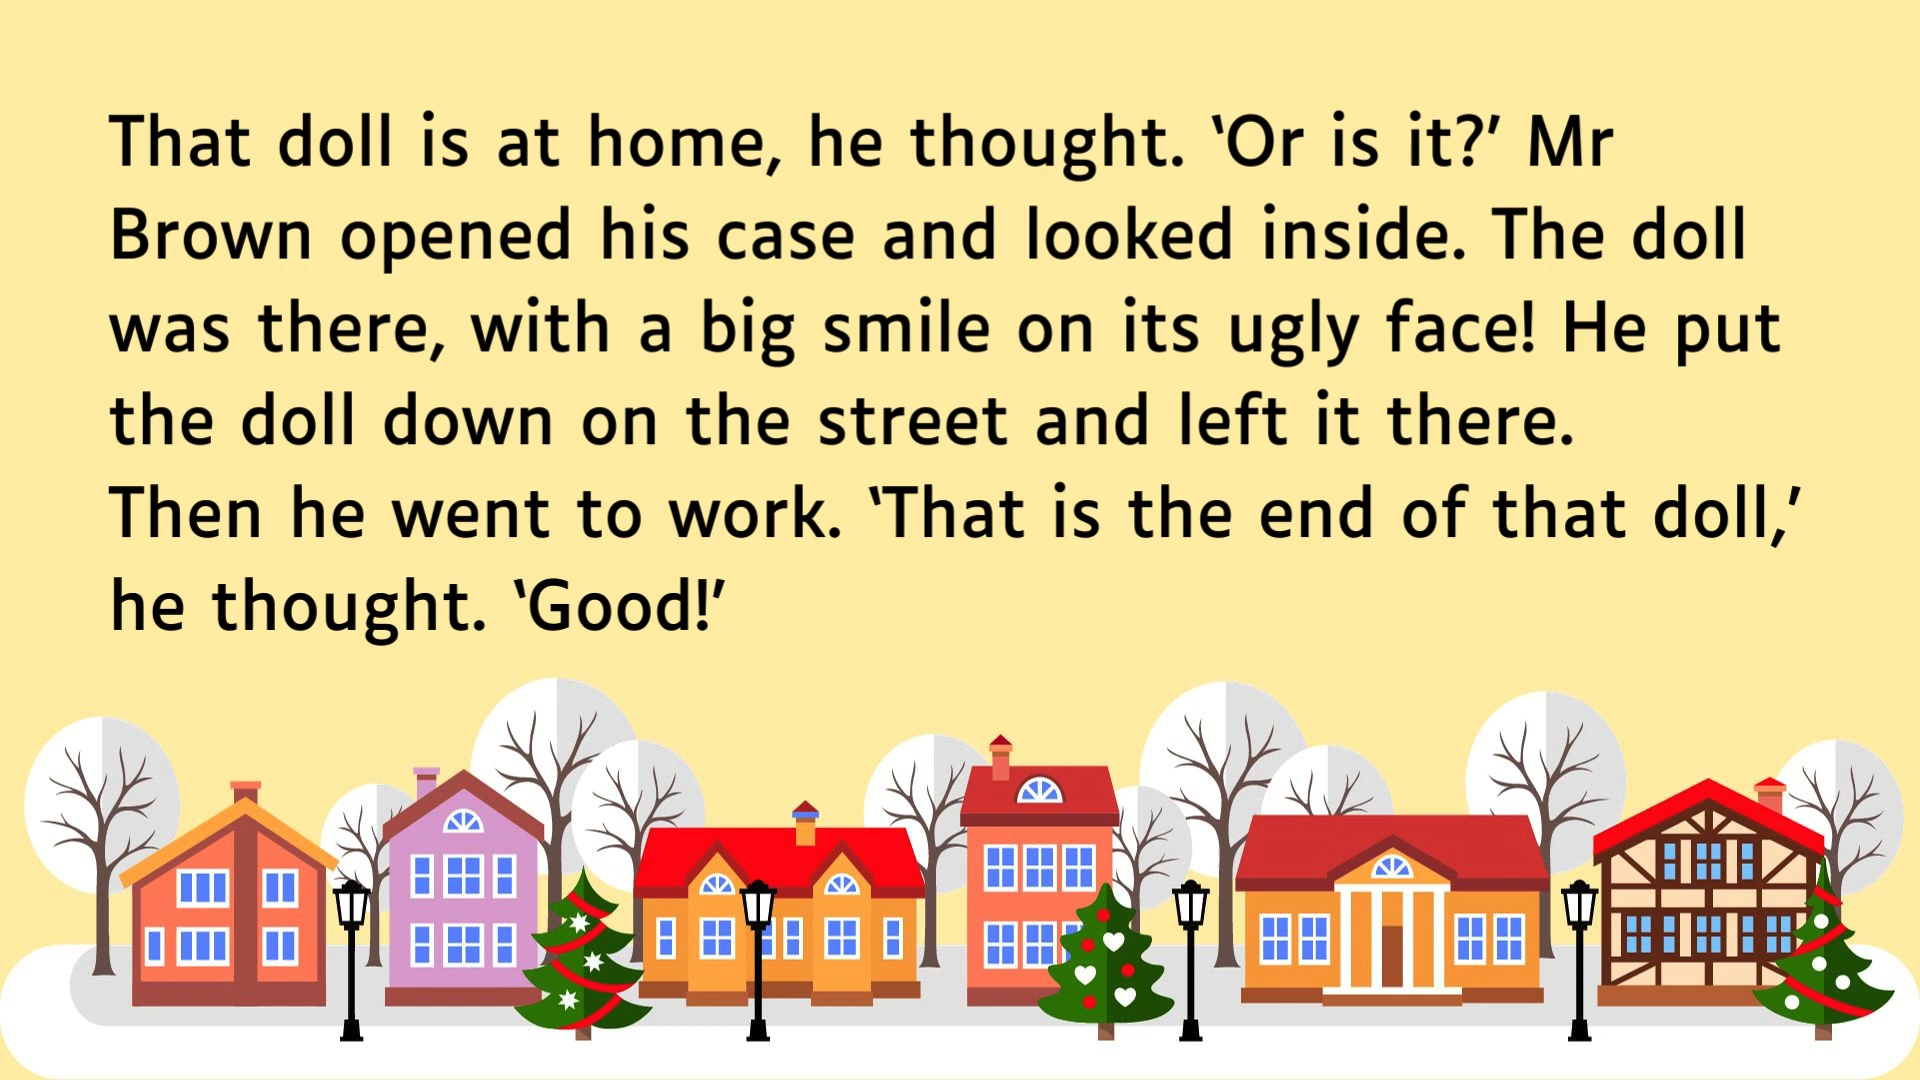 That doll is at home, he thought. ‘Or is it?’ Mr
Brown opened his case and looked inside. The doll
was there, with a big smile on its ugly face! He put
the doll down on the street and left it there.
Then he went to work. ‘That is the end of that doll,’
he thought. ‘Good!’